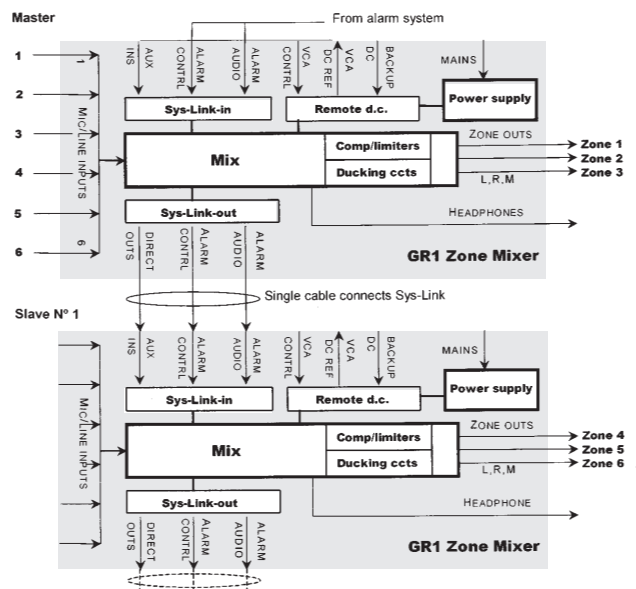 Master
From alarm system
1
2
3
4
5
6
1
MIC/LINE INPUTS
6
AUX INS
ALARM CONTRL
ALARM AUDIO
VCA CONTRL
VCA DC REF
BACKUP DC
MAINS
Sys-Link-in
Remote d.c.
Power supply
Mix
Comp/limiters
Ducking ccts
ZONE OUTS
Zone 1
Zone 2
Zone 3
L,R,M
Sys-Link-out
HEADPHONES
DIRECT OUTS
ALARM CONTRL
ALARM AUDIO
GR1 Zone Mixer
Single cable connects Sys-Link
Slave Nº 1
MIC/LINE INPUTS
AUX INS
ALARM CONTRL
ALARM AUDIO
VCA CONTRL
VCA DC REF
BACKUP DC
MAINS
Sys-Link-in
Remote d.c.
Power supply
Mix
Comp/limiters
Ducking ccts
ZONE OUTS
Zone 4
Zone 5
Zone 6
L,R,M
Sys-Link-out
HEADPHONE
DIRECT OUTS
ALARM CONTRL
ALARM AUDIO
GR1 Zone Mixer